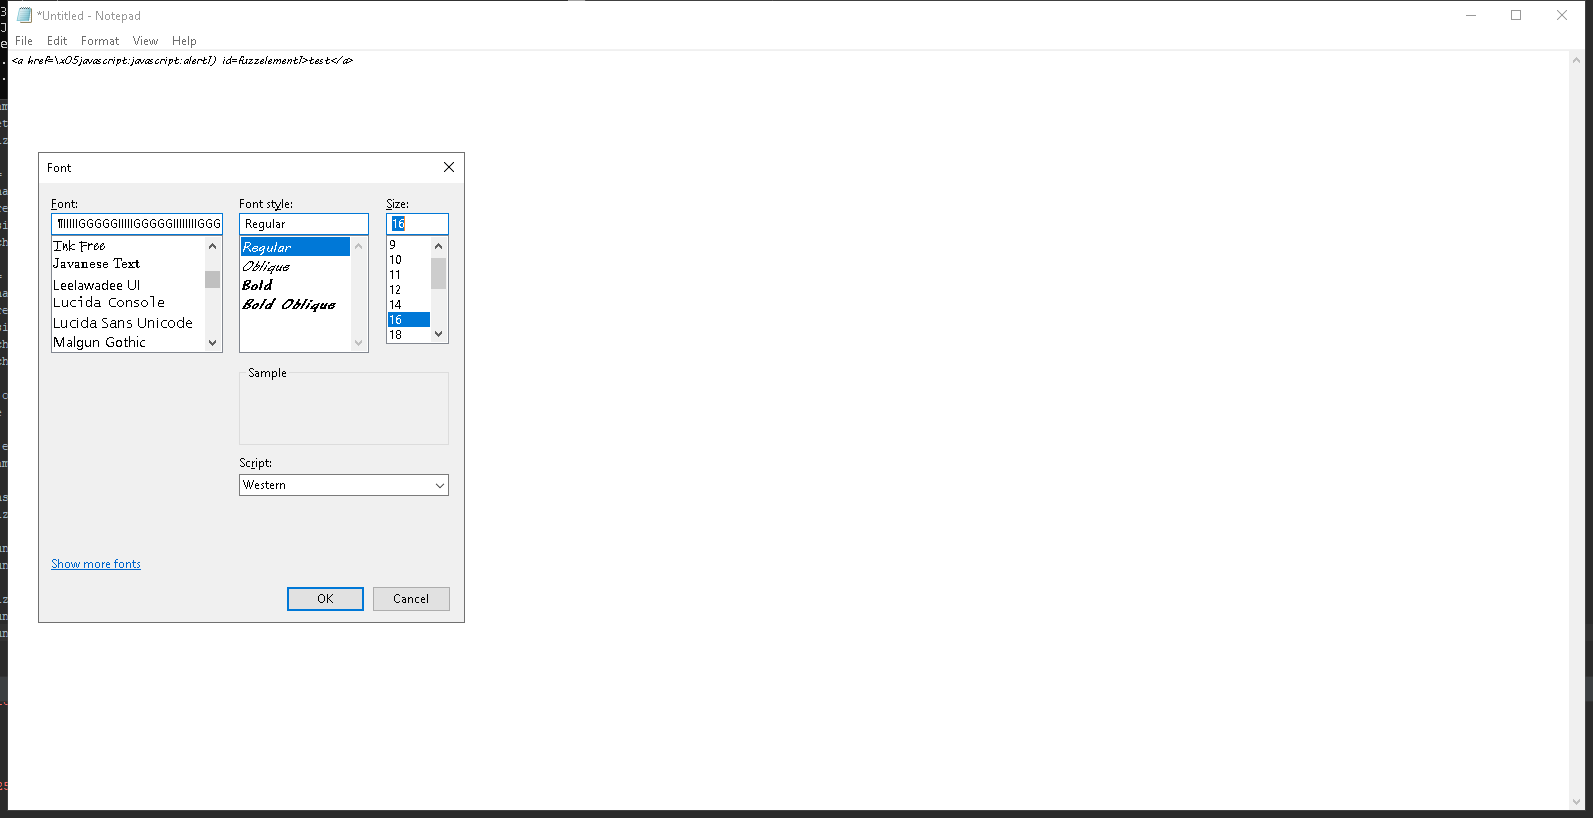 *Untitled - Notepad
File Edit Format View Help
<a href=\x05javascript:javascript:alert1) id=fuzzelement1>test</a>
Font
Font: Font style: Size:
Regular 16
Ink Free
Javanese Text
Leelawadee UI
Lucida Console
Lucida Sans Unicode
Malgun Gothic
Regular
Oblique
Bold
Bold Oblique
9
10
11
12
14
16
18
Sample
Script:
Western
Show more fonts
OK Cancel